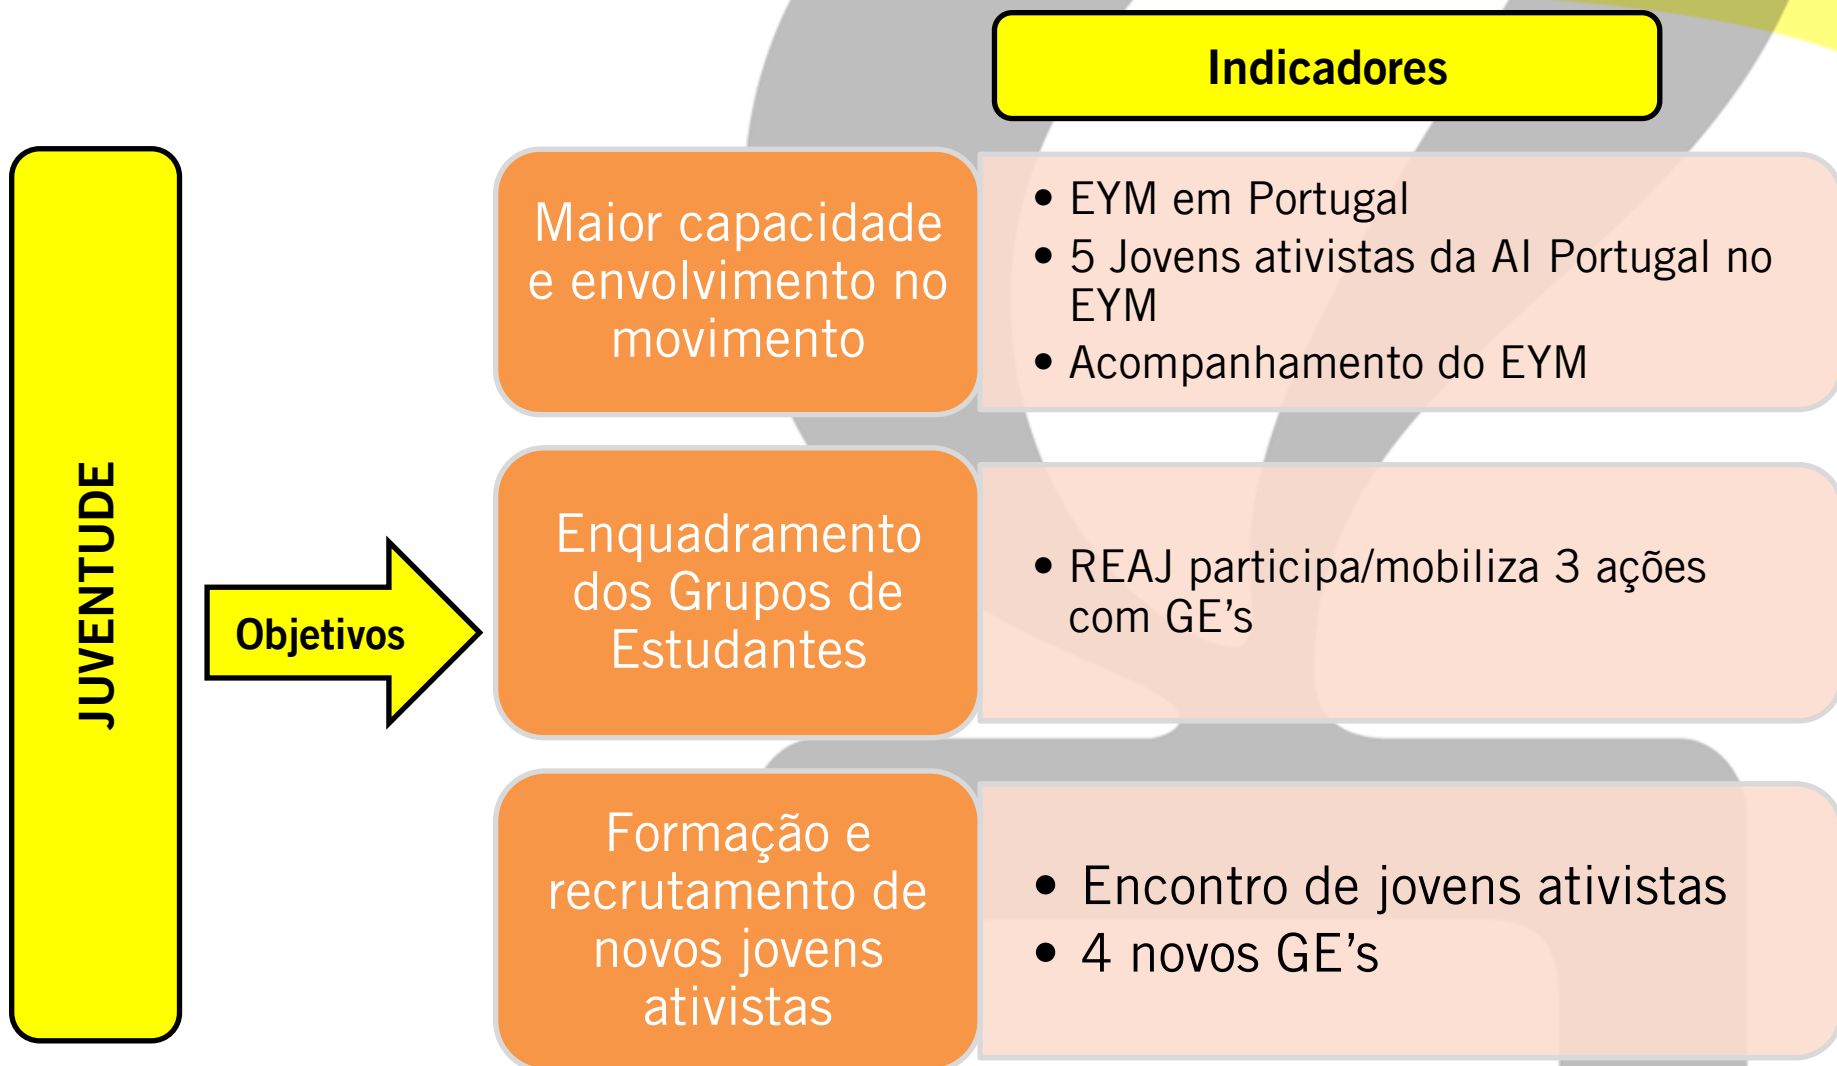 Indicadores
JUVENTUDE
Objetivos
Maior capacidade
e envolvimento no
movimento
• EYM em Portugal
• 5 Jovens ativistas da AI Portugal no
EYM
• Acompanhamento do EYM
Enquadramento
dos Grupos de
Estudantes
• REAJ participa/mobiliza 3 ações
com GE’s
Formação e
recrutamento de
novos jovens
ativistas
• Encontro de jovens ativistas
• 4 novos GE’s